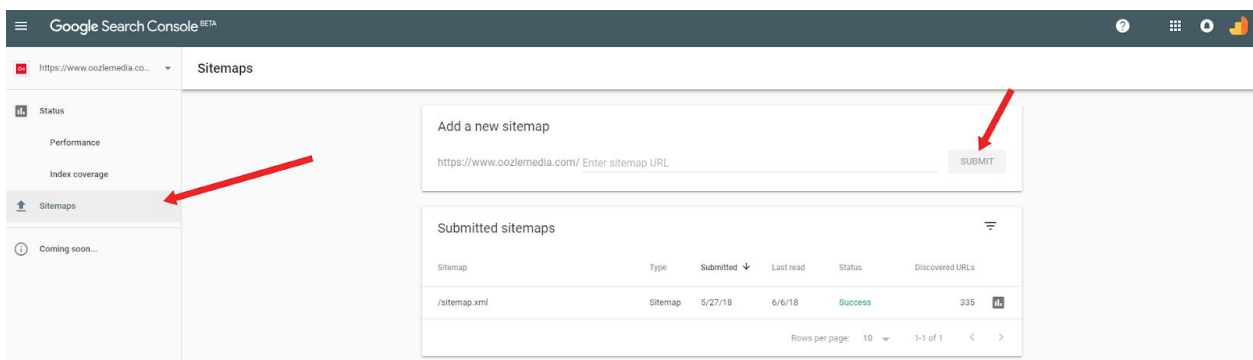 Google Search Console BETA
https://www.oozlemedia.co...
Sitemaps
Status
Performance
Index coverage
Sitemaps
Coming soon...
Add a new sitemap
https://www.oozlemedia.com/ Enter sitemap URL
SUBMIT
Submitted sitemaps
Sitemap Type Submitted Last read Status Discovered URLs
/sitemap.xml Sitemap 5/27/18 6/6/18 Success 335
Rows per page: 10 1-1 of 1